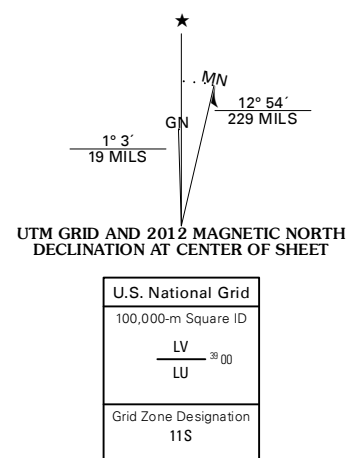 ★
MN
GN
12° 54´
229 MILS
1° 3´
19 MILS
UTM GRID AND 2012 MAGNETIC NORTH
DECLINATION AT CENTER OF SHEET
U.S. National Grid
100,000-m Square ID
LV
39 00
LU
Grid Zone Designation
11S